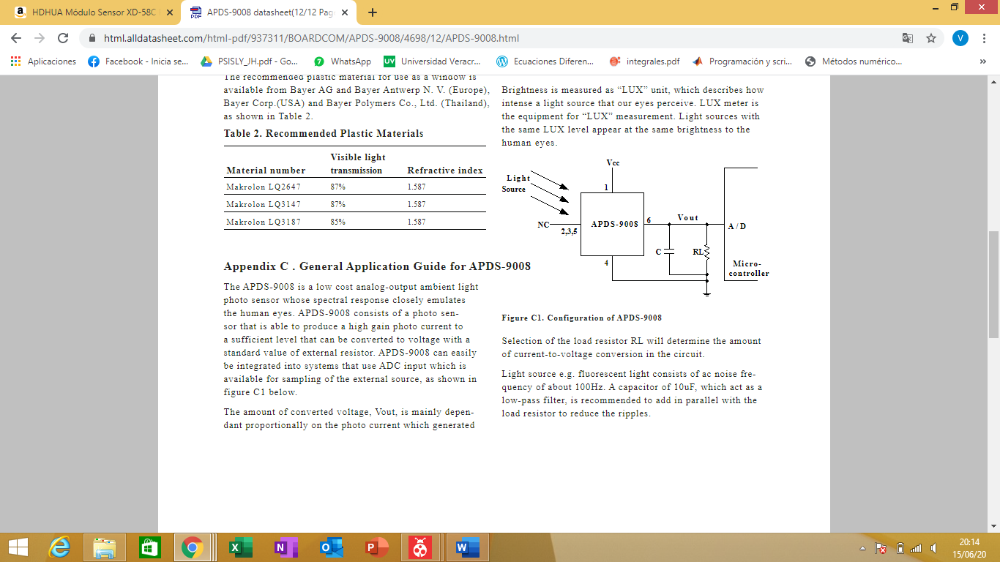 HDHUA Módulo Sensor XD-58C
APDS-9008 datasheet(12/12 Pag
html.alldatasheet.com/html-pdf/937311/BOARDCOM/APDS-9008/4698/12/APDS-9008.html
V
Aplicaciones
Facebook - Inicia se...
PSISLY_JH.pdf - Go...
WhatsApp
UV Universidad Veracr...
Ecuaciones Diferen...
integrales.pdf
Programación y scri...
Métodos numérico...
»
The recommended plastic material for use as a window is
available from Bayer AG and Bayer Antwerp N. V. (Europe),
Bayer Corp.(USA) and Bayer Polymers Co., Ltd. (Thailand),
as shown in Table 2.
Table 2. Recommended Plastic Materials
Visible light
Material number transmission Refractive index
Makrolon LQ2647 87% 1.587
Makrolon LQ3147 87% 1.587
Makrolon LQ3187 85% 1.587
Appendix C . General Application Guide for APDS-9008
The APDS-9008 is a low cost analog-output ambient light
photo sensor whose spectral response closely emulates
the human eyes. APDS-9008 consists of a photo sen-
sor that is able to produce a high gain photo current to
a sufficient level that can be converted to voltage with a
standard value of external resistor. APDS-9008 can easily
be integrated into systems that use ADC input which is
available for sampling of the external source, as shown in
figure C1 below.
The amount of converted voltage, Vout, is mainly depen-
dant proportionally on the photo current which generated
Brightness is measured as “LUX” unit, which describes how
intense a light source that our eyes perceive. LUX meter is
the equipment for “LUX” measurement. Light sources with
the same LUX level appear at the same brightness to the
human eyes.
Vcc
Light
Source
1
NC
2,3,5
APDS-9008
6
Vout
A/D
C
RL
4
Micro-
controller
Figure C1. Configuration of APDS-9008
Selection of the load resistor RL will determine the amount
of current-to-voltage conversion in the circuit.
Light source e.g. fluorescent light consists of ac noise fre-
quency of about 100Hz. A capacitor of 10uF, which act as a
low-pass filter, is recommended to add in parallel with the
load resistor to reduce the ripples.
20:14
15/06/20